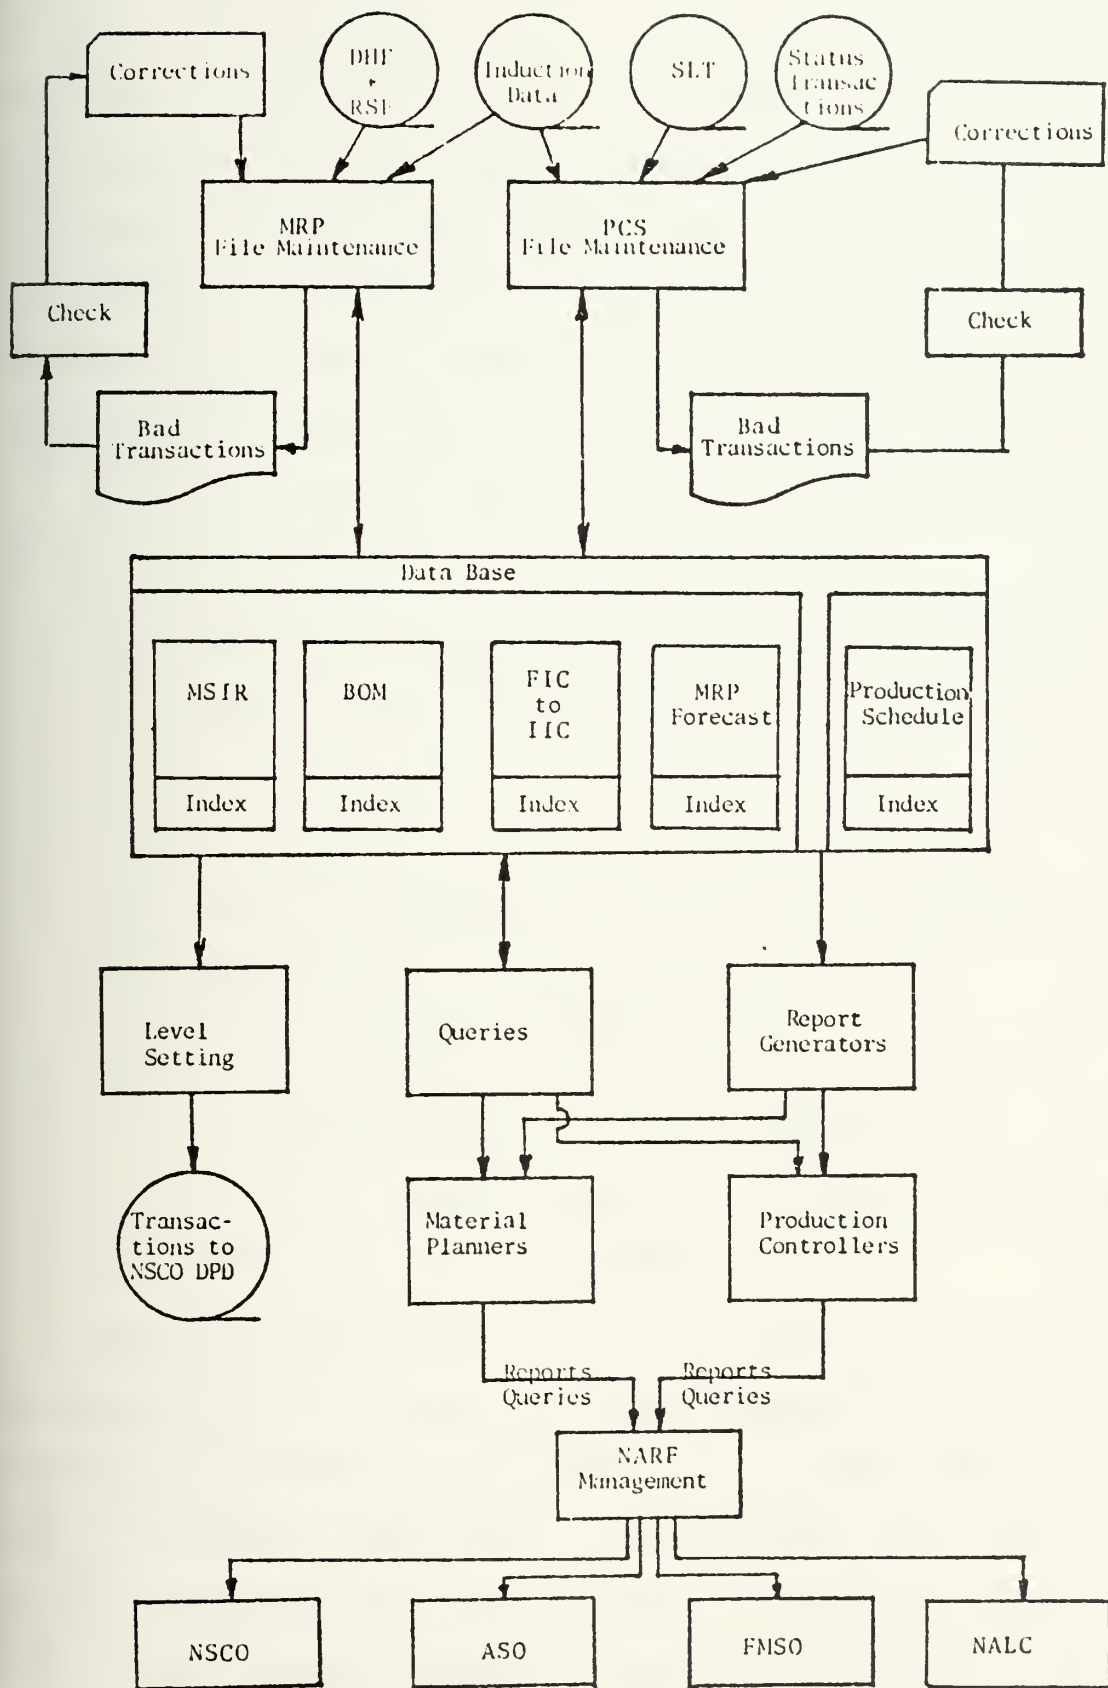 Corrections
DHF
+
RSF
Induction
Data
SLT
Status
Transac
tions
Corrections
MRP
File Maintenance
PCS
File Maintenance
Check
Check
Bad
Transactions
Bad
Transactions
Data Base
MSIR
BOM
FIC
to
IIC
MRP
Forecast
Production
Schedule
Index
Index
Index
Index
Index
Level
Setting
Queries
Report
Generators
Transac-
tions to
NSCO DPD
Material
Planners
Production
Controllers
Reports
Queries
Reports
Queries
NARF
Management
NSCO
ASO
FMSO
NALC